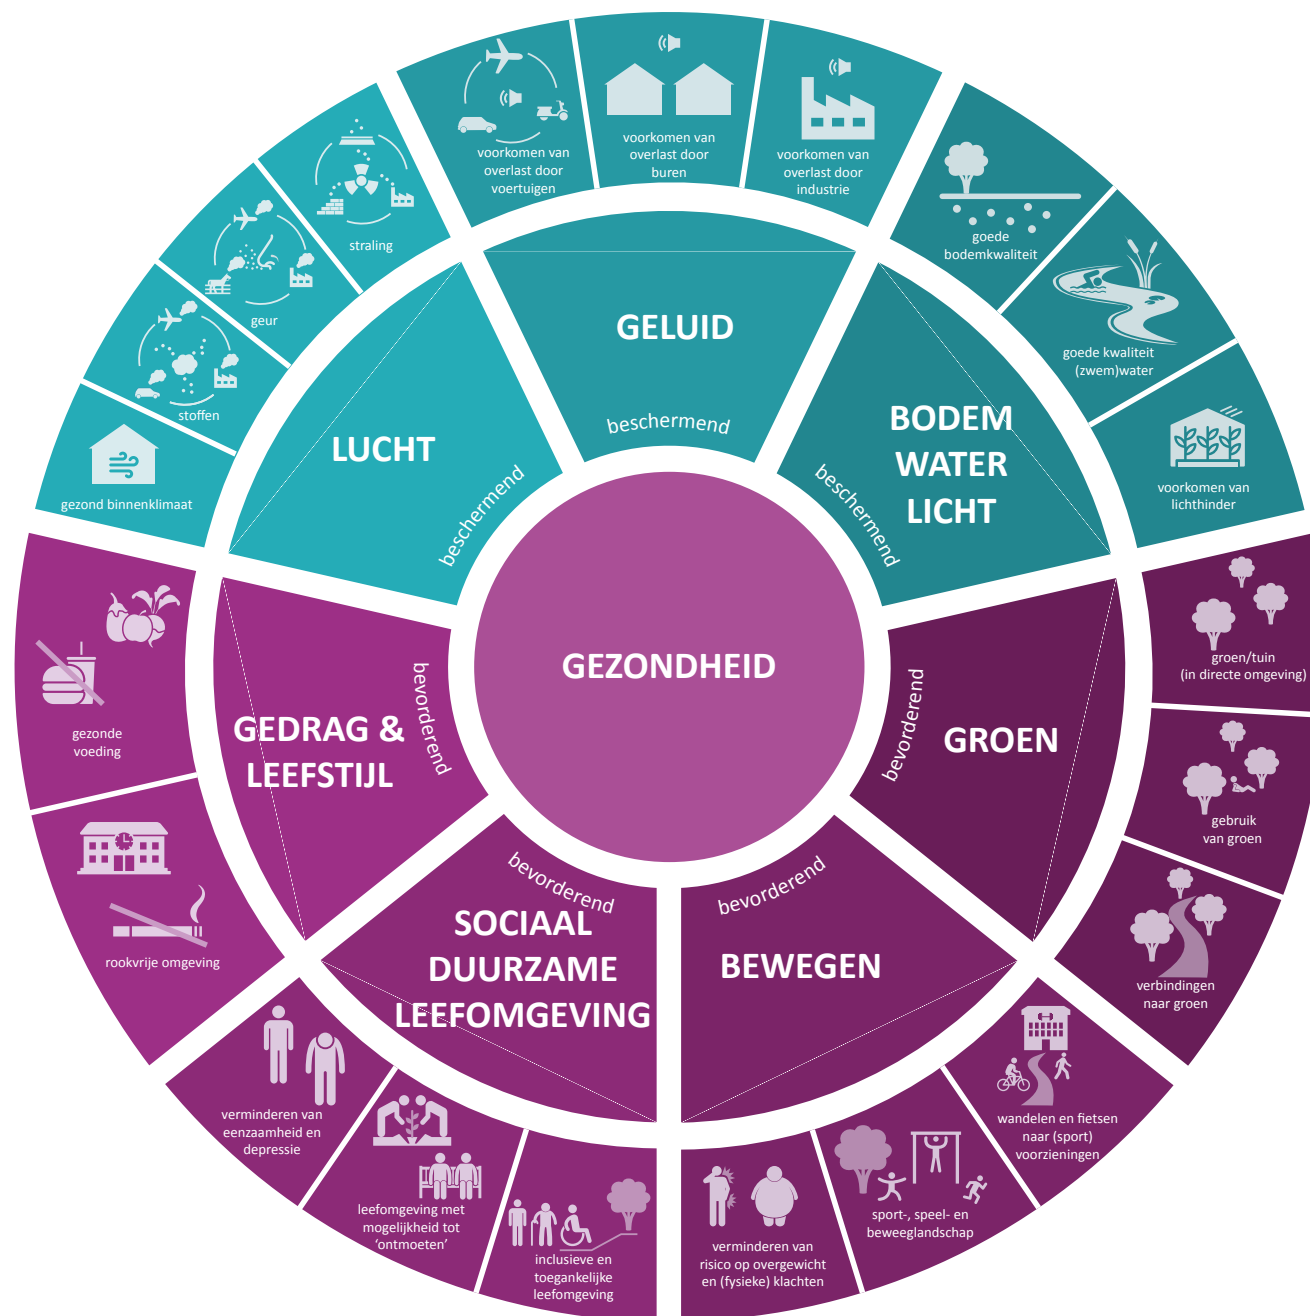 voorkomen van
overlast door
voertuigen
voorkomen van
overlast door
buren
voorkomen van
overlast door
industrie
goede
bodemkwaliteit
goede kwaliteit
(zwem)water
voorkomen van
lichthinder
groen/tuin
(in directe omgeving)
gebruik
van groen
verbindingen
naar groen
wandelen en fietsen
naar (sport)
voorzieningen
sport-, speel- en
beweeglandschap
verminderen van
risico op overgewicht
en (fysieke) klachten
inclusieve en
toegankelijke
leefomgeving
leefomgeving met
mogelijkheid tot
‘ontmoeten’
verminderen van
eenzaamheid en
depressie
rookvrije omgeving
gezonde
voeding
gezond binnenklimaat
stoffen
geur
straling
GELUID
beschermend
BODEM
WATER
LICHT
beschermend
GROEN
bevorderend
BEWEGEN
bevorderend
SOCIAAL
DUURZAME
LEEFOMGEVING
bevorderend
GEDRAG &
LEEFSTIJL
bevorderend
LUCHT
beschermend
GEZONDHEID